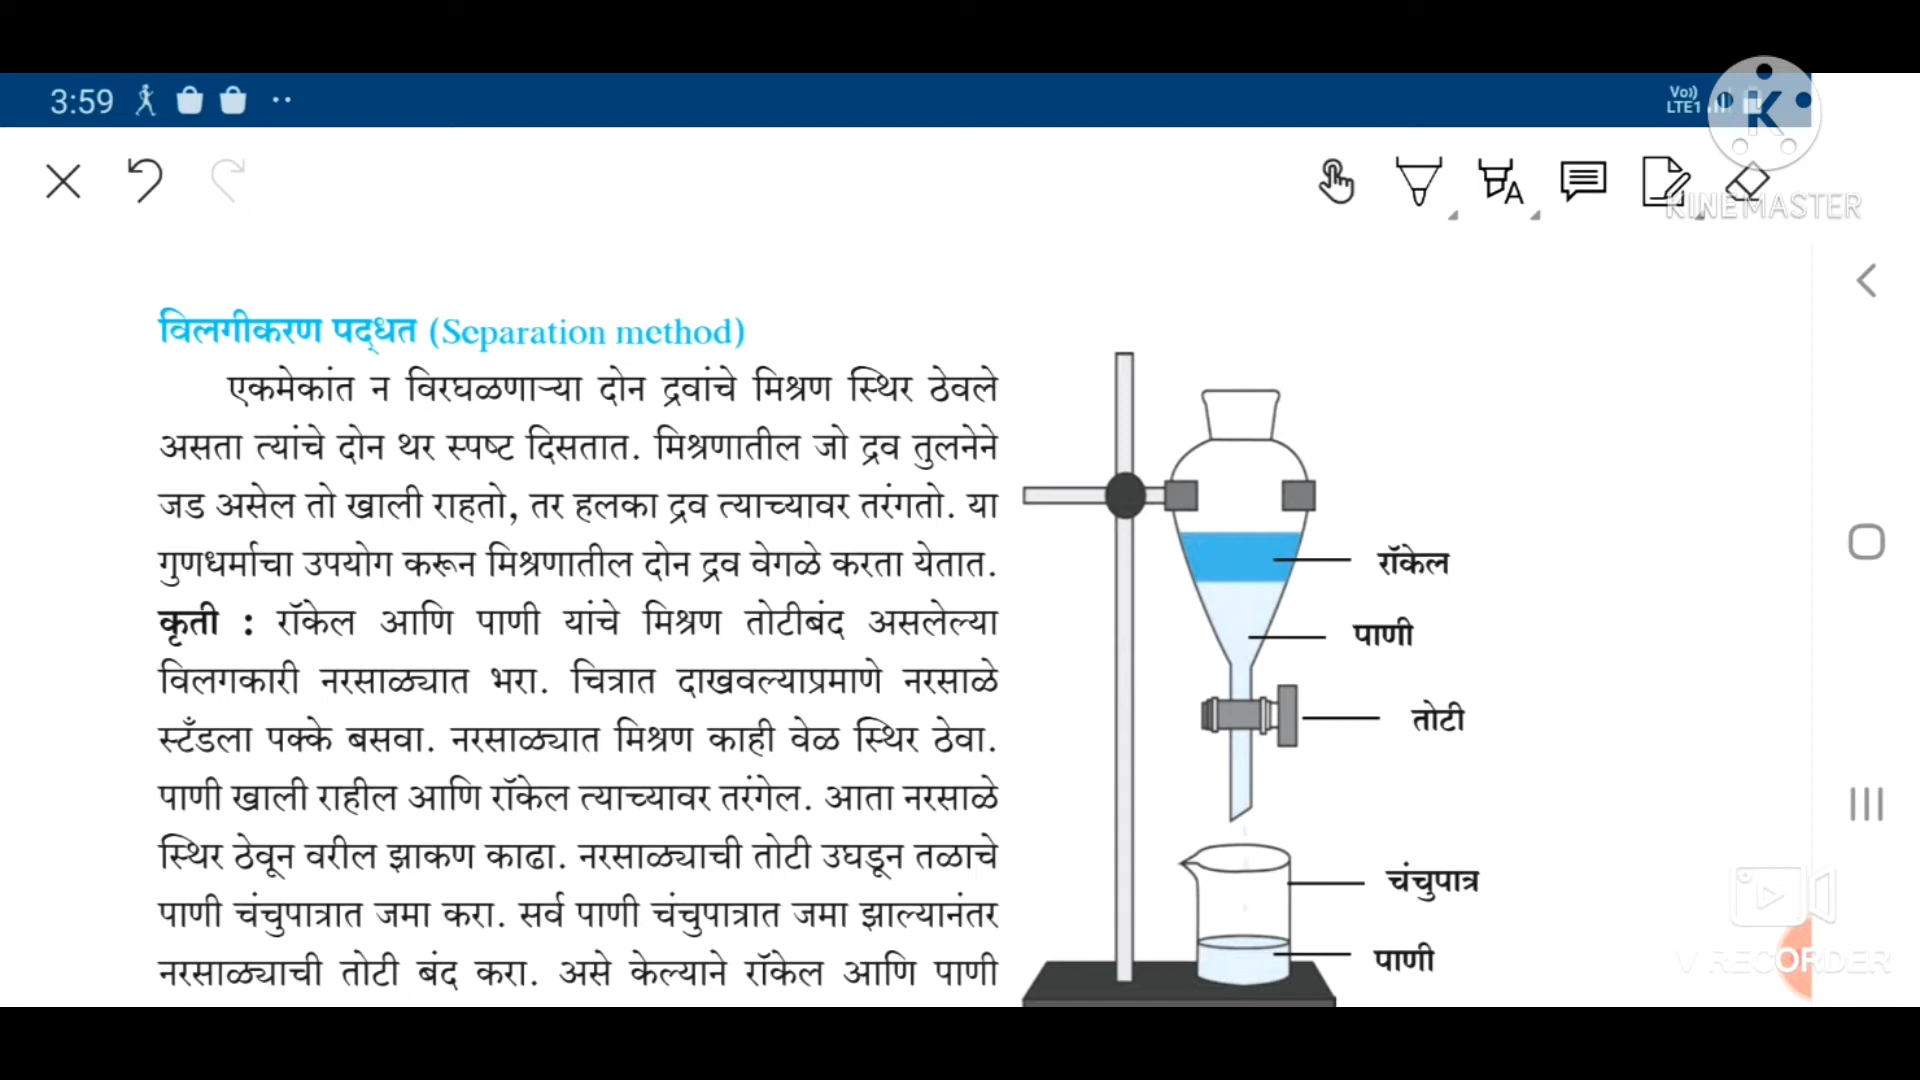 3:59
Vo))
LTE1
KINEMASTER
विलगीकरण पद्धत (Separation method)
एकमेकांत न विरघळणाऱ्या दोन द्रवांचे मिश्रण स्थिर ठेवले
असता त्यांचे दोन थर स्पष्ट दिसतात. मिश्रणातील जो द्रव तुलनेने
जड असेल तो खाली राहतो, तर हलका द्रव त्याच्यावर तरंगतो. या
गुणधर्माचा उपयोग करून मिश्रणातील दोन द्रव वेगळे करता येतात.
कृती : रॉकेल आणि पाणी यांचे मिश्रण तोटीबंद असलेल्या
विलगकारी नरसाळ्यात भरा. चित्रात दाखवल्याप्रमाणे नरसाळे
स्टँडला पक्के बसवा. नरसाळ्यात मिश्रण काही वेळ स्थिर ठेवा.
पाणी खाली राहील आणि रॉकेल त्याच्यावर तरंगेल. आता नरसाळे
स्थिर ठेवून वरील झाकण काढा. नरसाळ्याची तोटी उघडून तळाचे
पाणी चंचुपात्रात जमा करा. सर्व पाणी चंचुपात्रात जमा झाल्यानंतर
नरसाळ्याची तोटी बंद करा. असे केल्याने रॉकेल आणि पाणी
रॉकेल
पाणी
तोटी
चंचुपात्र
पाणी
V RECORDER